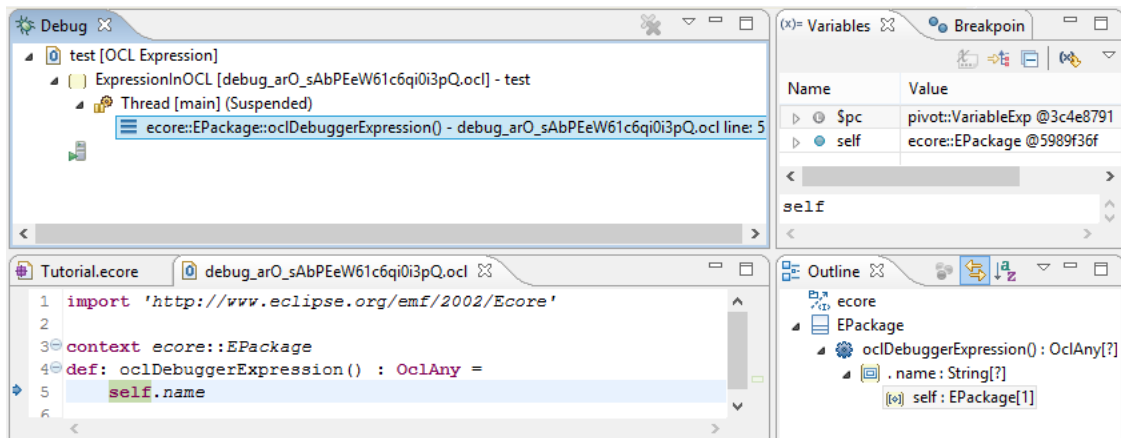 Debug
test [OCL Expression]
ExpressionInOCL [debug_arO_sAbPEeW61c6qi0i3pQ.ocl] - test
Thread [main] (Suspended)
ecore::EPackage::oclDebuggerExpression() - debug_arO_sAbPEeW61c6qi0i3pQ.ocl line: 5
(x)= Variables
Breakpoin
Name Value
$pc pivot::VariableExp @3c4e8791
self ecore::EPackage @5989f36f
self
Tutorial.ecore debug_arO_sAbPEeW61c6qi0i3pQ.ocl
1 import 'http://www.eclipse.org/emf/2002/Ecore'
2
3 context ecore::EPackage
4 def: oclDebuggerExpression() : OclAny =
5 self.name
6
Outline
ecore
EPackage
oclDebuggerExpression() : OclAny[?]
. name : String[?]
self : EPackage[1]